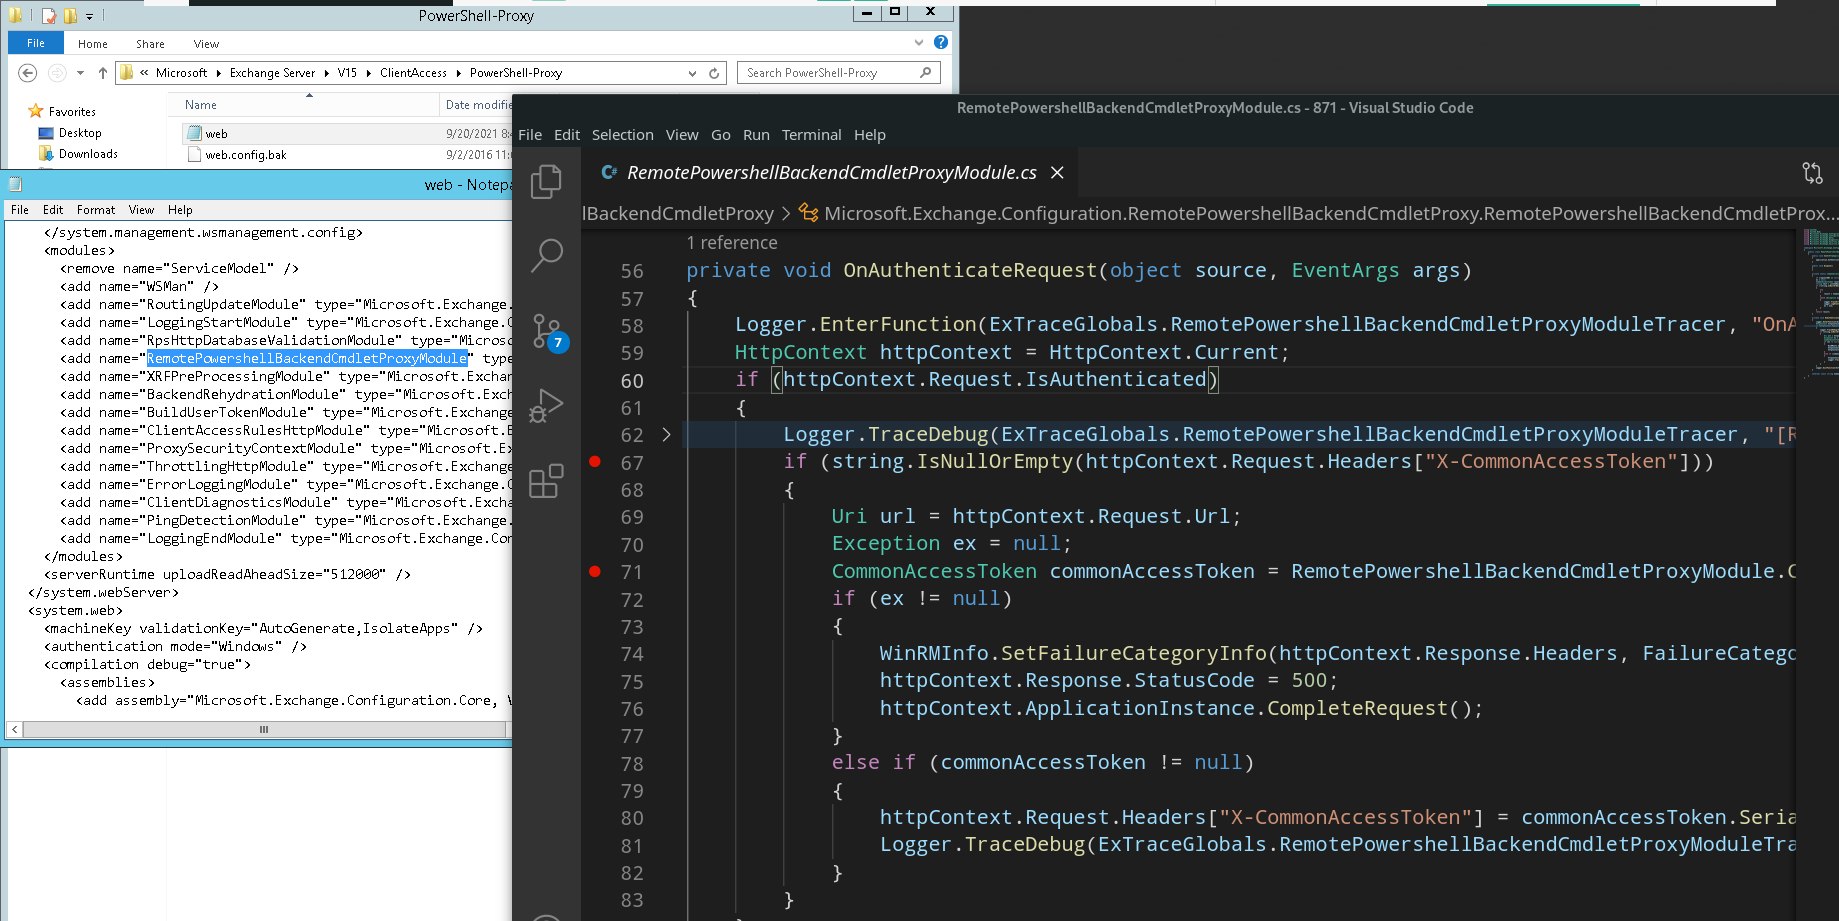 PowerShell-Proxy
File Home Share View
« Microsoft Exchange Server V15 ClientAccess PowerShell-Proxy
Search PowerShell-Proxy
Favorites
Desktop
Downloads
Name Date modifie
web 9/20/2021 8:4
web.config.bak 9/2/2016 11:
web - Notepa
File Edit Format View Help
</system.management.wsmanagement.config>
<modules>
<remove name="ServiceModel" />
<add name="WSMan" />
<add name="RoutingUpdateModule" type="Microsoft.Exchange.
<add name="LoggingStartModule" type="Microsoft.Exchange.C
<add name="RpsHttpDatabaseValidationModule" type="Microso
<add name="RemotePowershellBackendCmdletProxyModule" type
<add name="XRFPreProcessingModule" type="Microsoft.Exchan
<add name="BackendRehydrationModule" type="Microsoft.Exch
<add name="BuildUserTokenModule" type="Microsoft.Exchange
<add name="ClientAccessRulesHttpModule" type="Microsoft.E
<add name="ProxySecurityContextModule" type="Microsoft.Ex
<add name="ThrottlingHttpModule" type="Microsoft.Exchange
<add name="ErrorLoggingModule" type="Microsoft.Exchange.C
<add name="ClientDiagnosticsModule" type="Microsoft.Excha
<add name="PingDetectionModule" type="Microsoft.Exchange.
<add name="LoggingEndModule" type="Microsoft.Exchange.Con
</modules>
<serverRuntime uploadReadAheadSize="512000" />
</system.webServer>
<system.web>
<machineKey validationKey="AutoGenerate,IsolateApps" />
<authentication mode="Windows" />
<compilation debug="true">
<assemblies>
<add assembly="Microsoft.Exchange.Configuration.Core, V
RemotePowershellBackendCmdletProxyModule.cs - 871 - Visual Studio Code
File Edit Selection View Go Run Terminal Help
RemotePowershellBackendCmdletProxyModule.cs
lBackendCmdletProxy > Microsoft.Exchange.Configuration.RemotePowershellBackendCmdletProxy.RemotePowershellBackendCmdletProx...
7
1 reference
56 private void OnAuthenticateRequest(object source, EventArgs args)
57 {
58 Logger.EnterFunction(ExTraceGlobals.RemotePowershellBackendCmdletProxyModuleTracer, "OnA
59 HttpContext httpContext = HttpContext.Current;
60 if (httpContext.Request.IsAuthenticated)
61 {
62 Logger.TraceDebug(ExTraceGlobals.RemotePowershellBackendCmdletProxyModuleTracer, "[R
67 if (string.IsNullOrEmpty(httpContext.Request.Headers["X-CommonAccessToken"]))
68 {
69 Uri url = httpContext.Request.Url;
70 Exception ex = null;
71 CommonAccessToken commonAccessToken = RemotePowershellBackendCmdletProxyModule.C
72 if (ex != null)
73 {
74 WinRMInfo.SetFailureCategoryInfo(httpContext.Response.Headers, FailureCatego
75 httpContext.Response.StatusCode = 500;
76 httpContext.ApplicationInstance.CompleteRequest();
77 }
78 else if (commonAccessToken != null)
79 {
80 httpContext.Request.Headers["X-CommonAccessToken"] = commonAccessToken.Seria
81 Logger.TraceDebug(ExTraceGlobals.RemotePowershellBackendCmdletProxyModuleTra
82 }
83 }